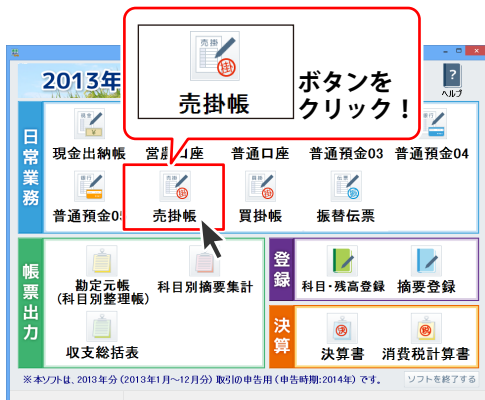 2013年
?
ヘルプ
売掛
掛
売掛帳
ボタンを
クリック！
日常業務
現金出納帳
営農口座
普通口座
普通預金03
普通預金04
普通預金05
売掛帳
買掛帳
振替伝票
帳票出力
勘定元帳
(科目別整理帳)
科目別摘要集計
収支総括表
登録
科目・残高登録
摘要登録
決算
決算書
消費税計算書
※本ソフトは、2013年分（2013年1月～12月分）取引の申告用（申告時期:2014年）です。
ソフトを終了する